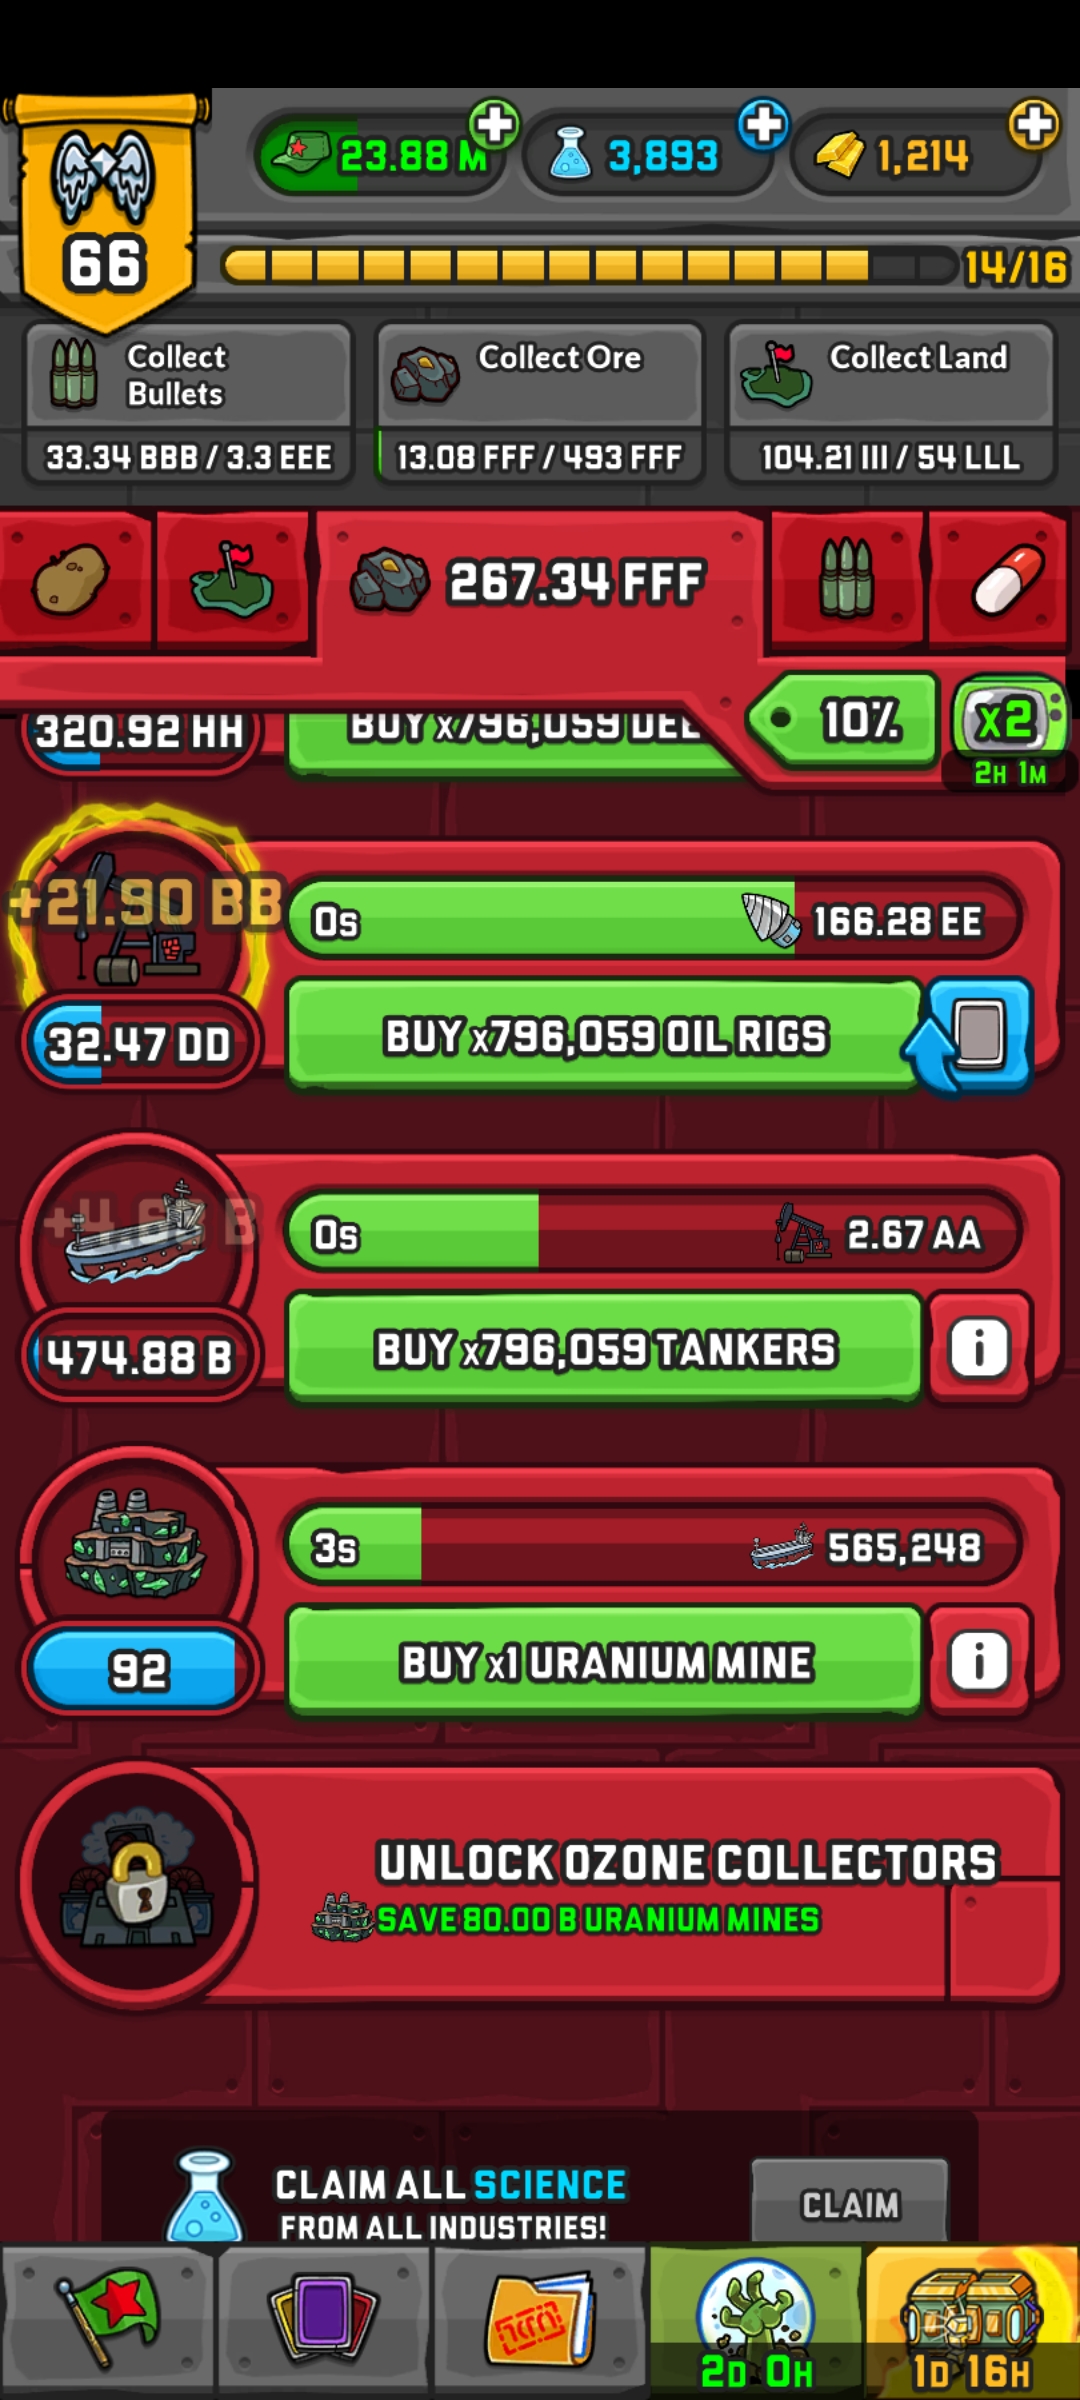 23.88 M
3,893
1,214
66
14/16
Collect
Bullets
Collect Ore
Collect Land
33.34 BBB / 3.3 EEE
13.08 FFF / 493 FFF
104.21 III / 54 LLL
267.34 FFF
10%
x2
2H 1M
320.92 HH
BUY x796,059
+21.90 BB
0s
166.28 EE
32.47 DD
BUY x796,059 OIL RIGS
0s
2.67 AA
474.88 B
BUY x796,059 TANKERS
i
3s
565,248
92
BUY x1 URANIUM MINE
i
UNLOCK OZONE COLLECTORS
SAVE 80.00 B URANIUM MINES
CLAIM ALL SCIENCE
FROM ALL INDUSTRIES!
CLAIM
2D 0H
1D 16H